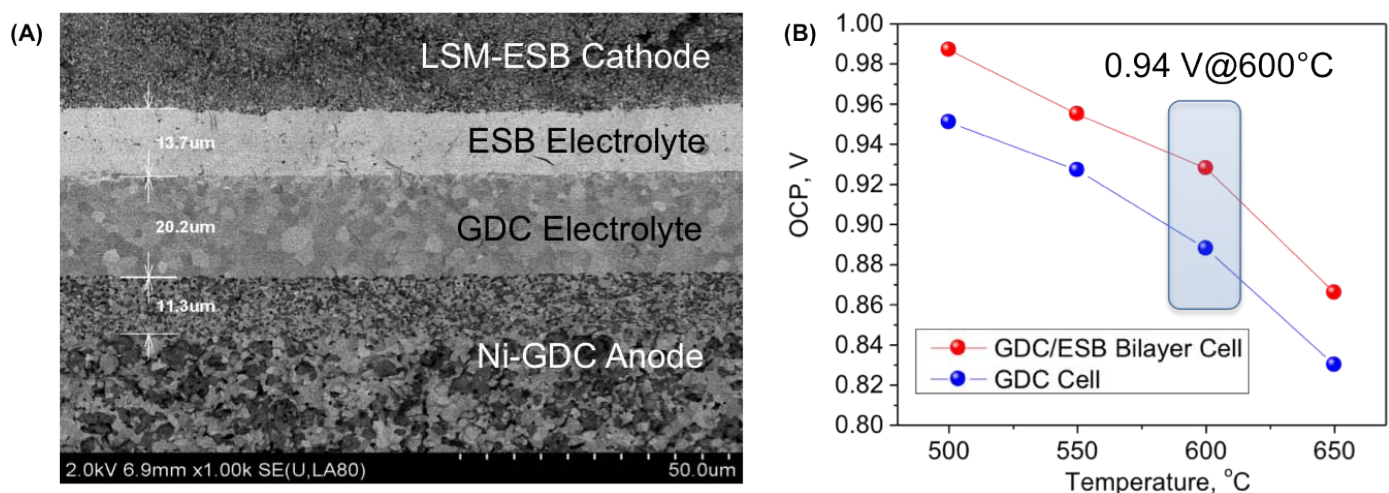 (A)
LSM-ESB Cathode
13.7um
ESB Electrolyte
20.2um
GDC Electrolyte
11.3um
Ni-GDC Anode
2.0kV 6.9mm x1.00k SE(U,LA80)
50.0um
(B)
1.00
0.98
0.96
0.94
0.92
0.90
0.88
0.86
0.84
0.82
0.80
OCP, V
0.94 V@600°C
GDC/ESB Bilayer Cell
GDC Cell
500
550
600
650
Temperature, °C